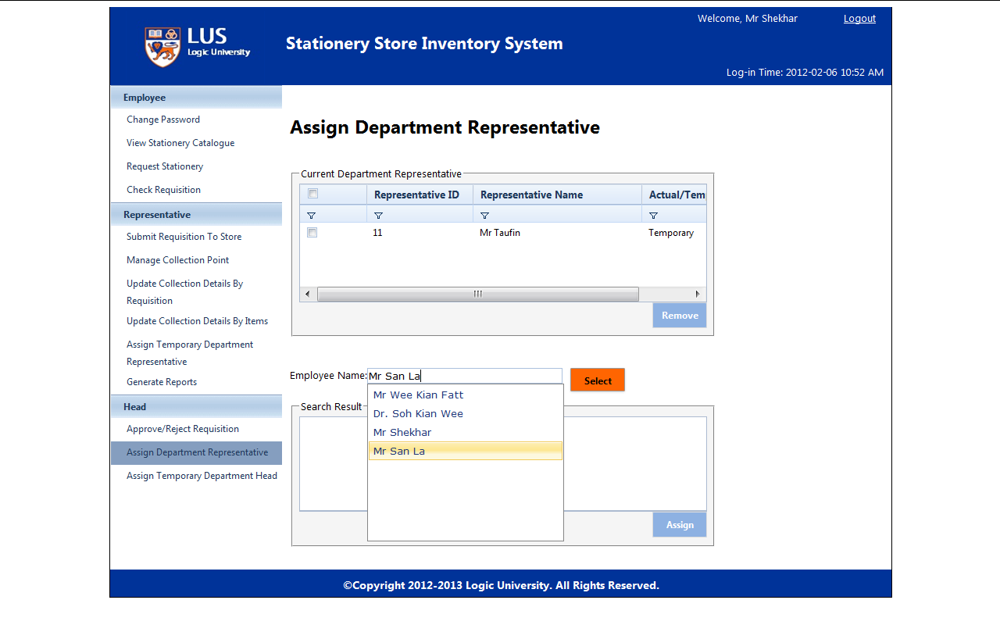 Welcome, Mr Shekhar
Logout
LUS
Logic University
Stationery Store Inventory System
Log-in Time: 2012-02-06 10:52 AM
Employee
Change Password
View Stationery Catalogue
Request Stationery
Check Requisition
Representative
Submit Requisition To Store
Manage Collection Point
Update Collection Details By
Requisition
Update Collection Details By Items
Assign Temporary Department
Representative
Generate Reports
Head
Approve/Reject Requisition
Assign Department Representative
Assign Temporary Department Head
Assign Department Representative
Current Department Representative
Representative ID
Representative Name
Actual/Tem
11
Mr Taufin
Temporary
Remove
Employee Name:
Mr San La
Select
Mr Wee Kian Fatt
Dr. Soh Kian Wee
Mr Shekhar
Mr San La
Search Result
Assign
©Copyright 2012-2013 Logic University. All Rights Reserved.